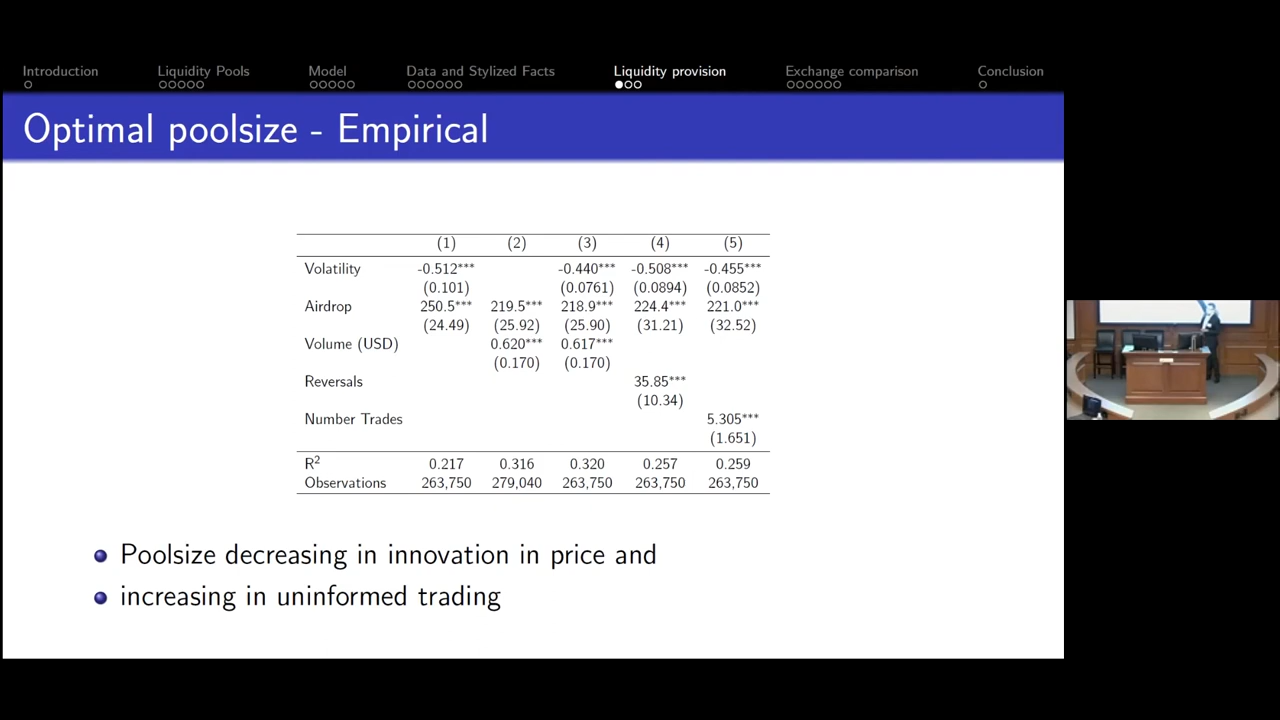 Introduction Liquidity Pools Model Data and Stylized Facts Liquidity provision Exchange comparison Conclusion
Optimal poolsize - Empirical
(1) (2) (3) (4) (5)
Volatility -0.512*** -0.440*** -0.508*** -0.455***
(0.101) (0.0761) (0.0894) (0.0852)
Airdrop 250.5*** 219.5*** 218.9*** 224.4*** 221.0***
(24.49) (25.92) (25.90) (31.21) (32.52)
Volume (USD) 0.620*** 0.617***
(0.170) (0.170)
Reversals 35.85***
(10.34)
Number Trades 5.305***
(1.651)
R² 0.217 0.316 0.320 0.257 0.259
Observations 263,750 279,040 263,750 263,750 263,750
Poolsize decreasing in innovation in price and
increasing in uninformed trading